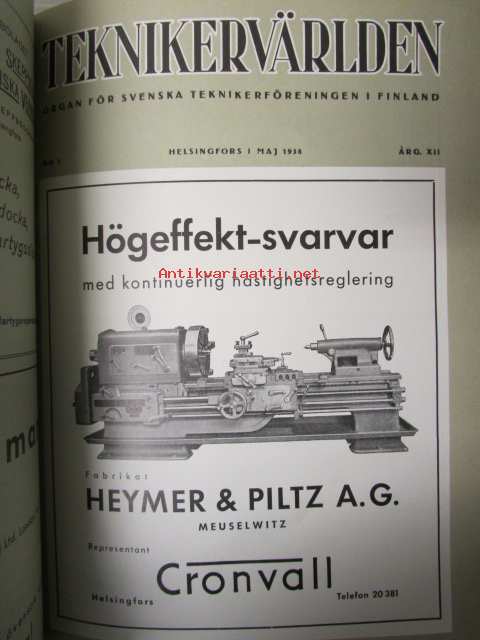 TEKNIKERVÄRLDEN
ORGAN FÖR SVENSKA TEKNIKERFÖRENINGEN I FINLAND
HELSINGFORS 1 MAJ 1938
ÅRG. XII
Högeffekt-svarvar
Antikvariaatti.net
med kontinuerlig hastighetsreglering
Fabrikat
HEYMER & PILTZ A.G.
MEUSELWITZ
Representant
Cronvall
Helsingfors
Telefon 20 381